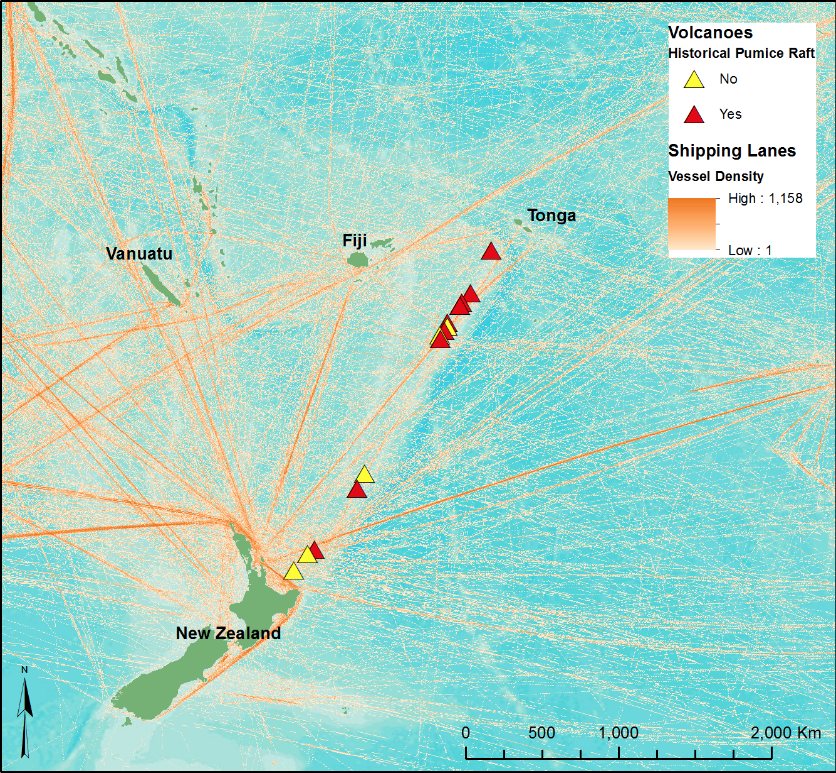 Volcanoes
Historical Pumice Raft
No
Yes
Shipping Lanes
Vessel Density
High : 1,158
Low : 1
Tonga
Fiji
Vanuatu
New Zealand
N
0 500 1,000 2,000 Km